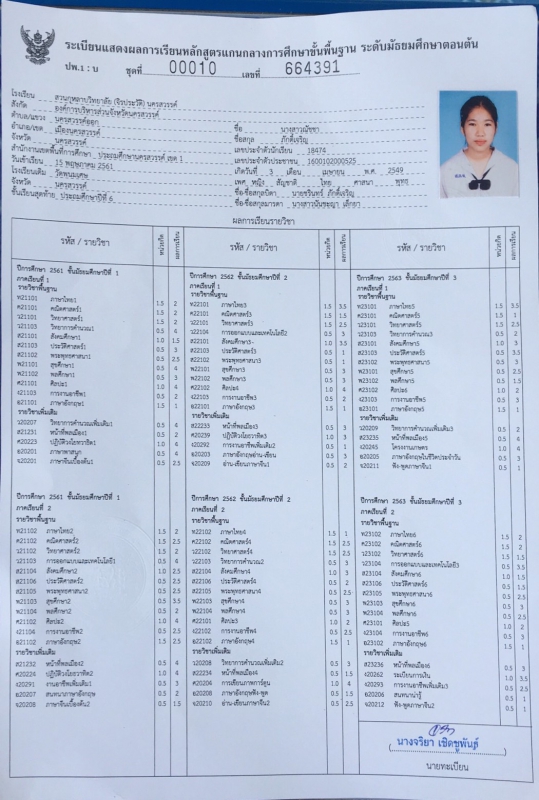 ระเบียนแสดงผลการเรียนหลักสูตรแกนกลางการศึกษาขั้นพื้นฐาน ระดับมัธยมศึกษาตอนต้น
ปพ.1 : บ ชุดที่ 00010 เลขที่ 664391
โรงเรียน สวนกุหลาบวิทยาลัย (จิรประวัติ) นครสวรรค์
สังกัด องค์การบริหารส่วนจังหวัดนครสวรรค์
ตำบล/แขวง นครสวรรค์ออก
อำเภอ/เขต เมืองนครสวรรค์
จังหวัด นครสวรรค์
สำนักงานเขตพื้นที่การศึกษา ประถมศึกษานครสวรรค์ เขต 1
วันเข้าเรียน 15 พฤษภาคม 2561
โรงเรียนเดิม วัดพนมเศษ
จังหวัด นครสวรรค์
ชั้นเรียนสุดท้าย ประถมศึกษาปีที่ 6
ชื่อ นางสาวณัชชา
ชื่อสกุล ภักดิ์เจริญ
เลขประจำตัวนักเรียน 18474
เลขประจำตัวประชาชน 1600102000525
เกิดวันที่ 3 เดือน เมษายน พ.ศ. 2549
เพศ หญิง สัญชาติ ไทย ศาสนา พุทธ
ชื่อ-ชื่อสกุลบิดา นายชรินทร์ ภักดิ์เจริญ
ชื่อ-ชื่อสกุลมารดา
ผลการเรียนรายวิชา
รหัส / รายวิชา หน่วยกิต ผลการเรียน
ปีการศึกษา 2561 ชั้นมัธยมศึกษาปีที่ 1
ภาคเรียนที่ 1
รายวิชาพื้นฐาน
ท21101 ภาษาไทย1 1.5 2
ค21101 คณิตศาสตร์1 1.5 2
ว21101 วิทยาศาสตร์1 1.5 2
ว21103 วิทยาการคำนวณ1 0.5 4
ส21101 สังคมศึกษา1 1.0 1.5
ส21103 ประวัติศาสตร์1 0.5 3
ส21102 พระพุทธศาสนา1 0.5 2.5
พ21101 สุขศึกษา1 0.5 4
พ21102 พลศึกษา1 0.5 3
ศ21101 ศิลปะ1 1.0 4
ง21103 การงานอาชีพ1 0.5 2
อ21101 ภาษาอังกฤษ1 1.5 1
รายวิชาเพิ่มเติม
ว20207 วิทยาการคำนวณเพิ่มเติม1 0.5 4
ส21231 หน้าที่พลเมือง1 0.5 2
ศ20223 ปฏิบัติวงโยธวาทิต1 1.0 4
อ20201 ภาษาพาสนุก 0.5 2
จ20201 ภาษาจีนเบื้องต้น1 0.5 2.5
ปีการศึกษา 2561 ชั้นมัธยมศึกษาปีที่ 1
ภาคเรียนที่ 2
รายวิชาพื้นฐาน
ท21102 ภาษาไทย2 1.5 2
ค21102 คณิตศาสตร์2 1.5 2.5
ว21102 วิทยาศาสตร์2 1.5 2
ว21104 การออกแบบและเทคโนโลยี1 0.5 4
ส21104 สังคมศึกษา2 1.0 2.5
ส21106 ประวัติศาสตร์2 0.5 2.5
ส21105 พระพุทธศาสนา2 0.5 2.5
พ21103 สุขศึกษา2 0.5 3.5
พ21104 พลศึกษา2 0.5 2
ศ21102 ศิลปะ2 1.0 4
ง21104 การงานอาชีพ2 0.5 2.5
อ21102 ภาษาอังกฤษ2 1.5 2.5
รายวิชาเพิ่มเติม
ส21232 หน้าที่พลเมือง2 0.5 4
ศ20224 ปฏิบัติวงโยธวาทิต2 1.0 4
ง20291 งานอาชีพเพิ่มเติม1 0.5 3
อ20207 สนทนาภาษาอังกฤษ 0.5 2
จ20208 ภาษาจีนเบื้องต้น2 0.5 1.5
รหัส / รายวิชา หน่วยกิต ผลการเรียน
ปีการศึกษา 2562 ชั้นมัธยมศึกษาปีที่ 2
ภาคเรียนที่ 1
รายวิชาพื้นฐาน
ท22101 ภาษาไทย3 1.5 3.5
ค22101 คณิตศาสตร์3 1.5 3
ว22101 วิทยาศาสตร์3 1.5 2.5
ว22104 การออกแบบและเทคโนโลยี2 0.5 3
ส22101 สังคมศึกษา3 1.0 3.5
ส22103 ประวัติศาสตร์3 0.5 1
ส22102 พระพุทธศาสนา3 0.5 1
พ22101 สุขศึกษา3 0.5 3
พ22102 พลศึกษา3 0.5 3
ศ22101 ศิลปะ3 1.0 4
ง22103 การงานอาชีพ3 0.5 2
อ22101 ภาษาอังกฤษ3 1.5 1
รายวิชาเพิ่มเติม
ส22233 หน้าที่พลเมือง3 0.5 3
ศ20239 ปฏิบัติวงโยธวาทิต3 1.0 3
ง20292 การงานอาชีพเพิ่มเติม2 0.5 4
อ20203 ภาษาอังกฤษอ่าน-เขียน 0.5 3
จ20209 อ่าน-เขียนภาษาจีน1 0.5 2
ปีการศึกษา 2562 ชั้นมัธยมศึกษาปีที่ 2
ภาคเรียนที่ 2
รายวิชาพื้นฐาน
ท22102 ภาษาไทย4 1.5 1
ค22102 คณิตศาสตร์4 1.5 2.5
ว22102 วิทยาศาสตร์4 1.5 2.5
ว22103 วิทยาการคำนวณ2 0.5 3
ส22104 สังคมศึกษา4 1.0 3
ส22106 ประวัติศาสตร์4 0.5 2
ส22105 พระพุทธศาสนา4 0.5 2.5
พ22103 สุขศึกษา4 0.5 3
พ22104 พลศึกษา4 0.5 3
ศ22102 ศิลปะ4 1.0 3
ง22102 การงานอาชีพ4 0.5 2.5
อ22102 ภาษาอังกฤษ4 1.5 1
รายวิชาเพิ่มเติม
ว20208 วิทยาการคำนวณเพิ่มเติม2 0.5 3
ส22234 หน้าที่พลเมือง4 0.5 1.5
ศ20204 การเขียนภาพการ์ตูน 1.0 4
อ20208 ภาษาอังกฤษฟัง-พูด 0.5 1.5
จ20210 อ่าน-เขียนภาษาจีน2 0.5 1.5
รหัส / รายวิชา หน่วยกิต ผลการเรียน
ปีการศึกษา 2563 ชั้นมัธยมศึกษาปีที่ 3
ภาคเรียนที่ 1
รายวิชาพื้นฐาน
ท23101 ภาษาไทย5 1.5 3.5
ค23101 คณิตศาสตร์5 1.5 1
ว23101 วิทยาศาสตร์5 1.5 2.5
ว23103 วิทยาการคำนวณ3 0.5 2
ส23101 สังคมศึกษา5 1.0 3
ส23103 ประวัติศาสตร์5 0.5 3.5
ส23102 พระพุทธศาสนา5 0.5 1
พ23101 สุขศึกษา5 0.5 2.5
พ23102 พลศึกษา5 0.5 1.5
ศ23102 ศิลปะ6 1.0 2
ง23102 การงานอาชีพ5 0.5 1
อ23101 ภาษาอังกฤษ5 1.5 1
รายวิชาเพิ่มเติม
ว20209 วิทยาการคำนวณเพิ่มเติม3 0.5 2
ส23235 หน้าที่พลเมือง5 0.5 4
ง20245 โครงงานเกษตร 1.0 4
อ20205 ภาษาอังกฤษในชีวิตประจำวัน 0.5 3
จ20211 ฟัง-พูดภาษาจีน1 0.5 1
ปีการศึกษา 2563 ชั้นมัธยมศึกษาปีที่ 3
ภาคเรียนที่ 2
รายวิชาพื้นฐาน
ท23102 ภาษาไทย6 1.5 2
ค23102 คณิตศาสตร์6 1.5 2
ว23102 วิทยาศาสตร์6 1.5 1
ว23104 การออกแบบและเทคโนโลยี3 0.5 3.5
ส23104 สังคมศึกษา6 1.0 1.5
ส23106 ประวัติศาสตร์6 0.5 1.5
ส23105 พระพุทธศาสนา6 0.5 2.5
พ23103 สุขศึกษา6 0.5 3
พ23104 พลศึกษา6 0.5 2.5
ศ23101 ศิลปะ5 1.0 2
ง23104 การงานอาชีพ6 0.5 3
อ23102 ภาษาอังกฤษ6 1.5 1
รายวิชาเพิ่มเติม
ส23236 หน้าที่พลเมือง6 0.5 3
ง20262 ระเบียบการเงิน 1.0 3.5
ง20293 การงานอาชีพเพิ่มเติม3 0.5 2.5
อ20206 สนทนาน่ารู้ 0.5 1
จ20212 ฟัง-พูดภาษาจีน2 0.5 1
(นางจริยา เชิดชูพันธ์)
นายทะเบียน